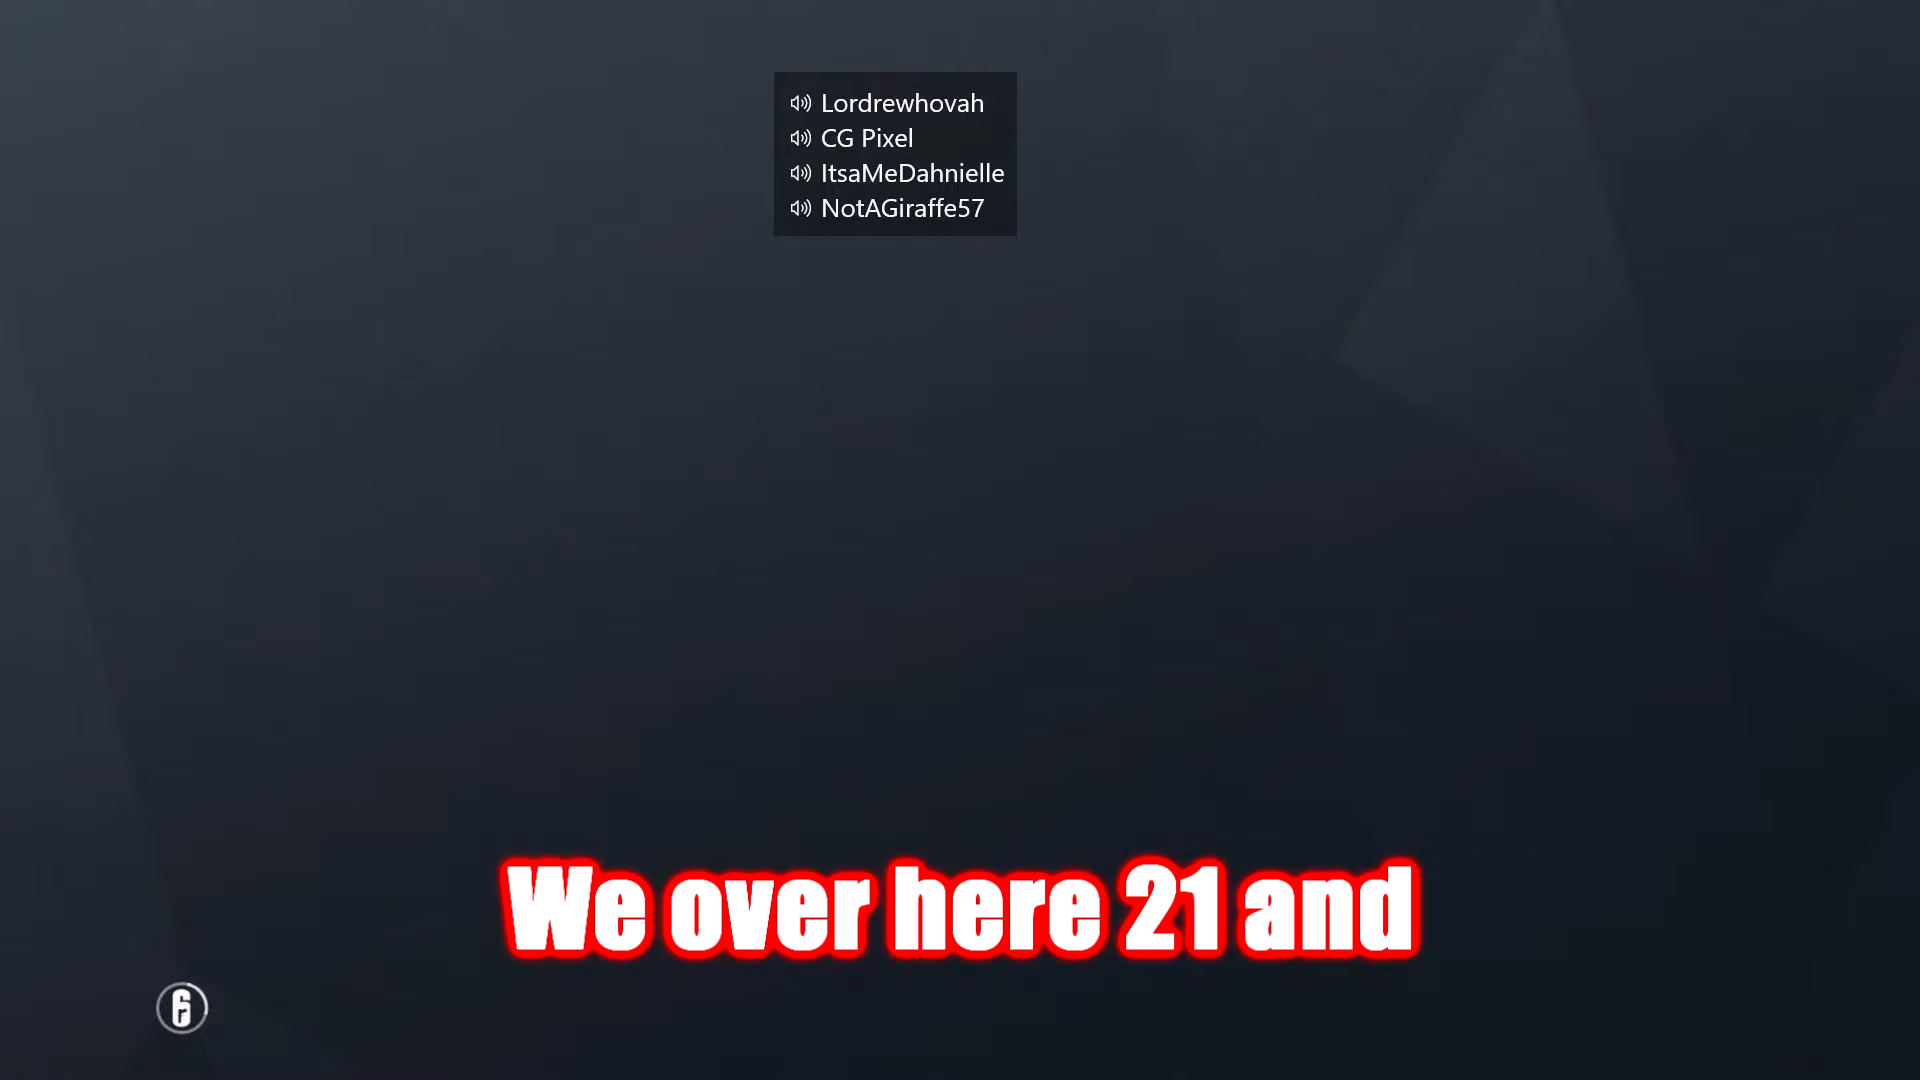 Lordrewhovah
CG Pixel
ItsaMeDahnielle
NotAGiraffe57
We over here 21 and